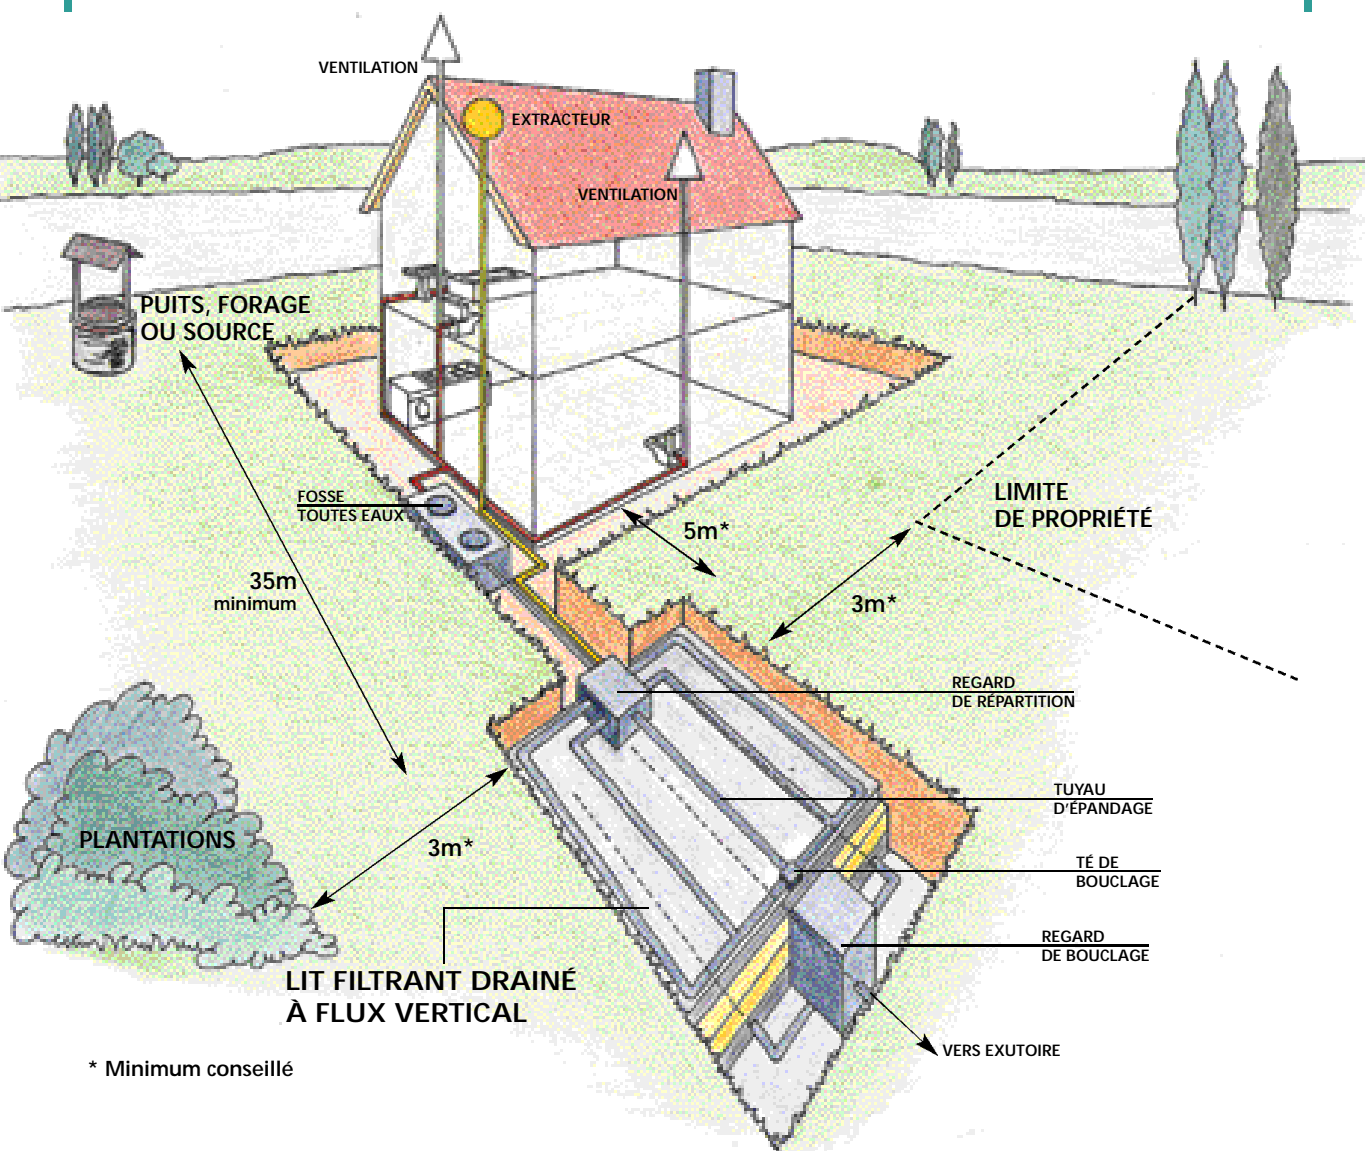 VENTILATION
EXTRACTEUR
VENTILATION
PUITS, FORAGE
OU SOURCE
FOSSE
TOUTES EAUX
LIMITE
DE PROPRIÉTÉ
5m*
35m
minimum
3m*
REGARD
DE RÉPARTITION
TUYAU
D'ÉPANDAGE
PLANTATIONS
3m*
TÉ DE
BOUCLAGE
REGARD
DE BOUCLAGE
LIT FILTRANT DRAINÉ
À FLUX VERTICAL
VERS EXUTOIRE
* Minimum conseillé